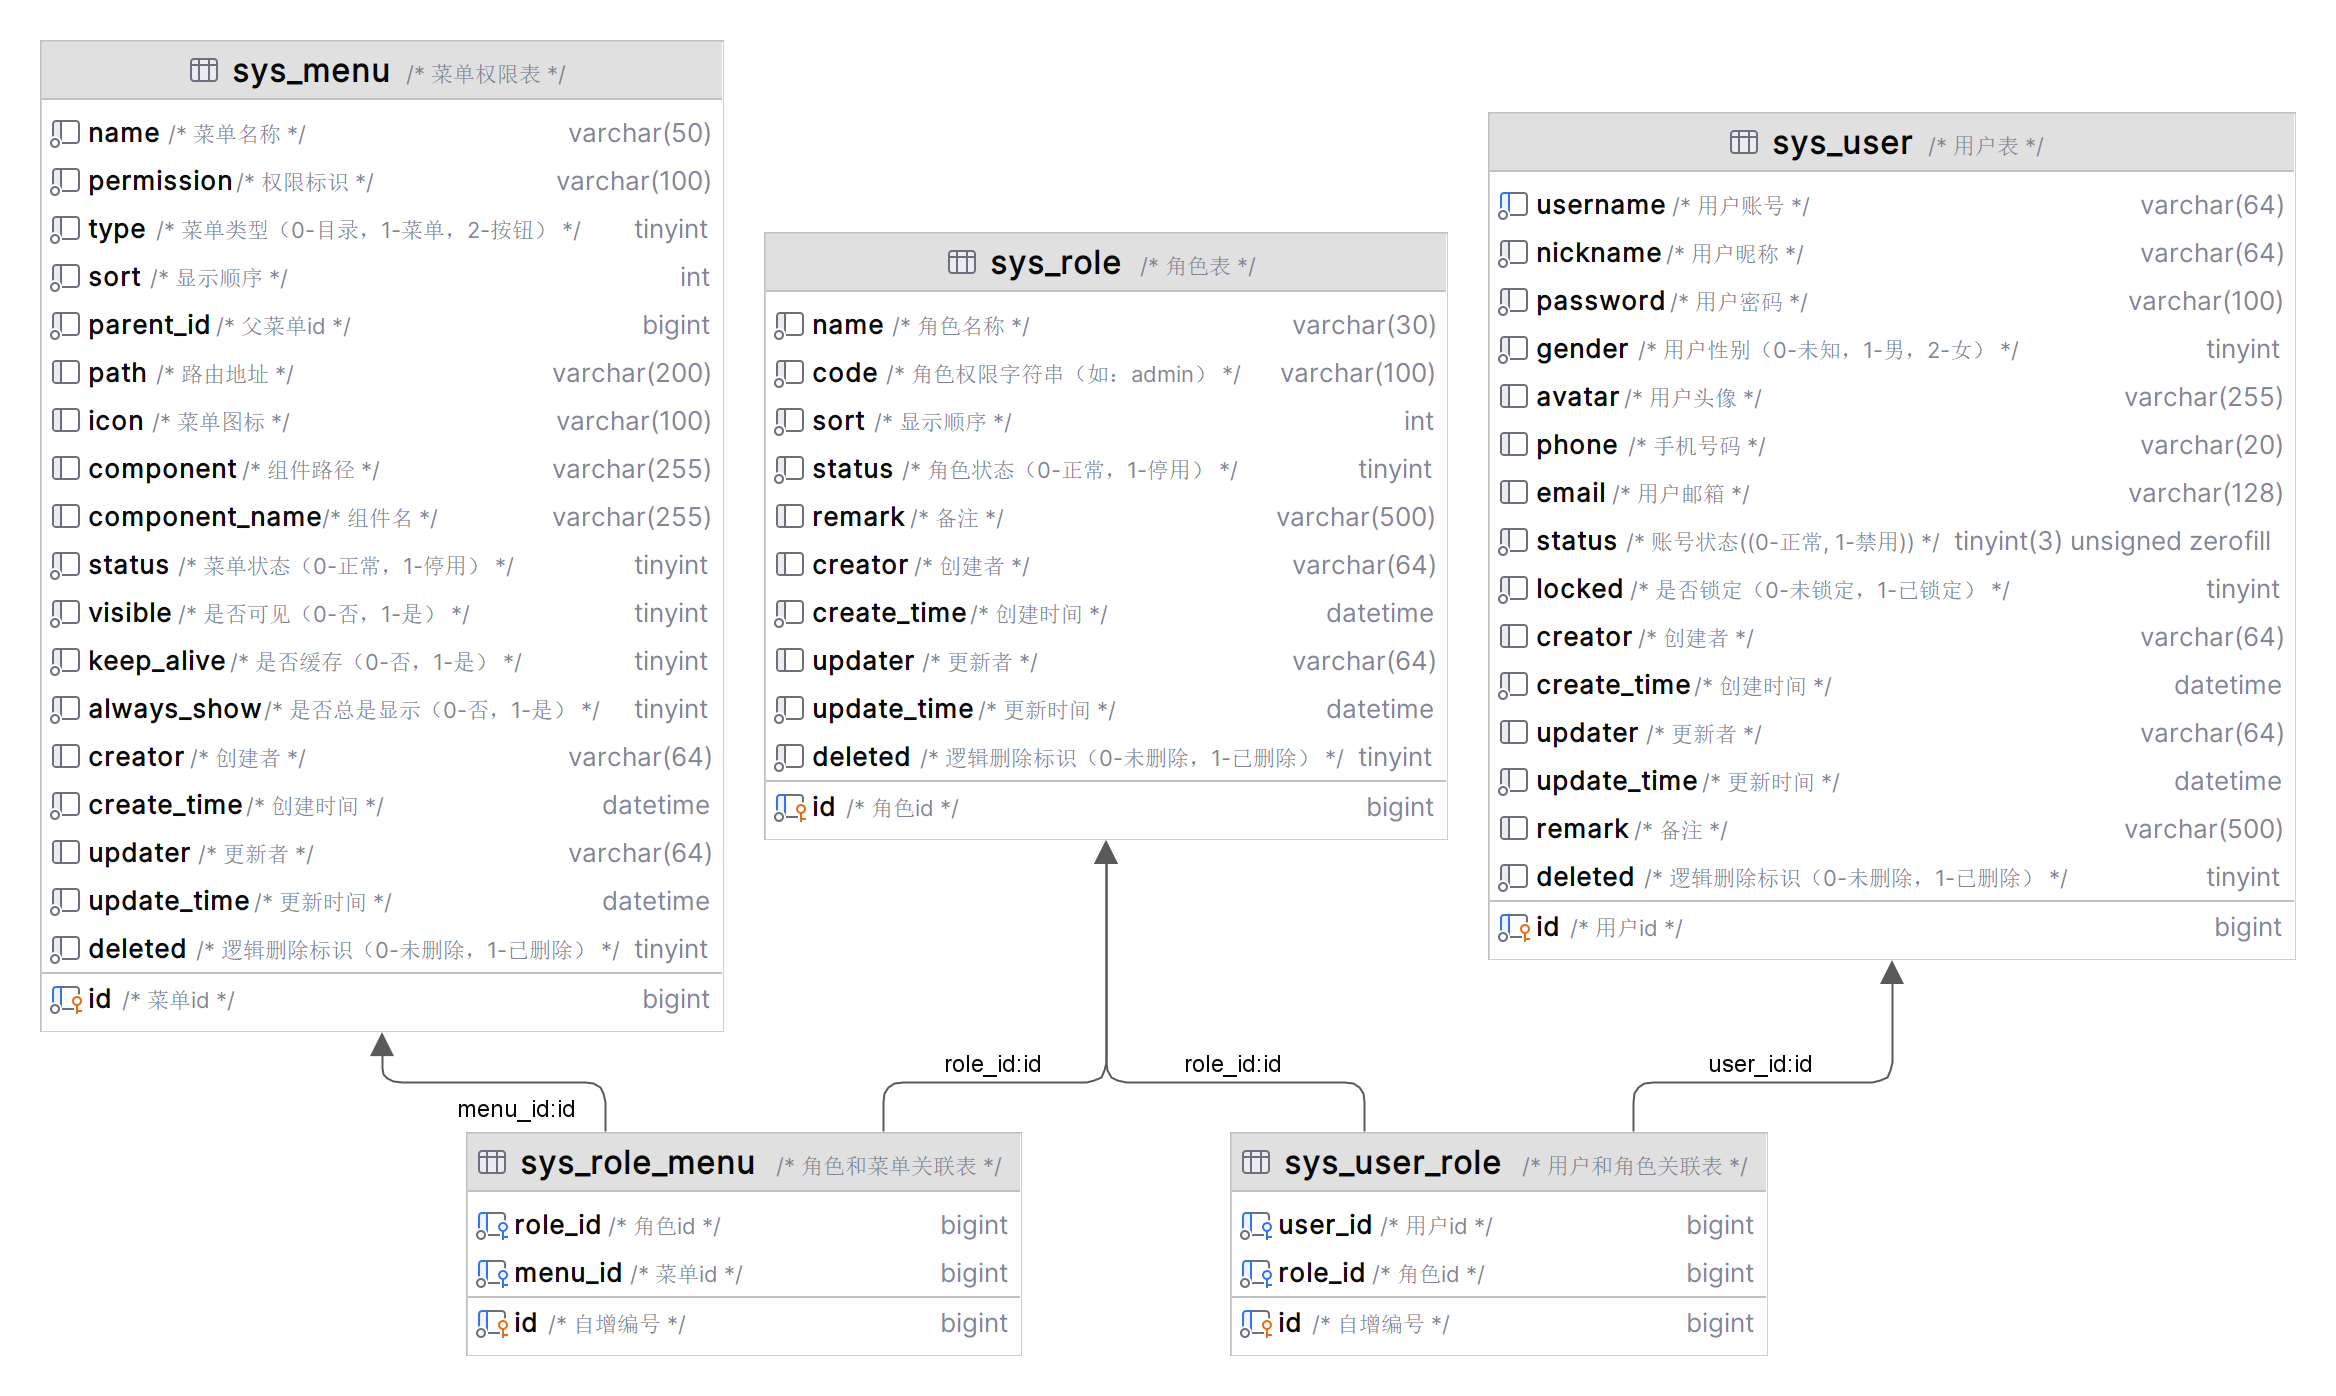 sys_menu /* 菜单权限表 */
name /* 菜单名称 */ varchar(50)
permission /* 权限标识 */ varchar(100)
type /* 菜单类型（0-目录，1-菜单，2-按钮） */ tinyint
sort /* 显示顺序 */ int
parent_id /* 父菜单id */ bigint
path /* 路由地址 */ varchar(200)
icon /* 菜单图标 */ varchar(100)
component /* 组件路径 */ varchar(255)
component_name /* 组件名 */ varchar(255)
status /* 菜单状态（0-正常，1-停用） */ tinyint
visible /* 是否可见（0-否，1-是） */ tinyint
keep_alive /* 是否缓存（0-否，1-是） */ tinyint
always_show /* 是否总是显示（0-否，1-是） */ tinyint
creator /* 创建者 */ varchar(64)
create_time /* 创建时间 */ datetime
updater /* 更新者 */ varchar(64)
update_time /* 更新时间 */ datetime
deleted /* 逻辑删除标识（0-未删除，1-已删除） */ tinyint
id /* 菜单id */ bigint
sys_role /* 角色表 */
name /* 角色名称 */ varchar(30)
code /* 角色权限字符串（如：admin） */ varchar(100)
sort /* 显示顺序 */ int
status /* 角色状态（0-正常，1-停用） */ tinyint
remark /* 备注 */ varchar(500)
creator /* 创建者 */ varchar(64)
create_time /* 创建时间 */ datetime
updater /* 更新者 */ varchar(64)
update_time /* 更新时间 */ datetime
deleted /* 逻辑删除标识（0-未删除，1-已删除） */ tinyint
id /* 角色id */ bigint
sys_user /* 用户表 */
username /* 用户账号 */ varchar(64)
nickname /* 用户昵称 */ varchar(64)
password /* 用户密码 */ varchar(100)
gender /* 用户性别（0-未知，1-男，2-女） */ tinyint
avatar /* 用户头像 */ varchar(255)
phone /* 手机号码 */ varchar(20)
email /* 用户邮箱 */ varchar(128)
status /* 账号状态((0-正常, 1-禁用)) */ tinyint(3) unsigned zerofill
locked /* 是否锁定（0-未锁定，1-已锁定） */ tinyint
creator /* 创建者 */ varchar(64)
create_time /* 创建时间 */ datetime
updater /* 更新者 */ varchar(64)
update_time /* 更新时间 */ datetime
remark /* 备注 */ varchar(500)
deleted /* 逻辑删除标识（0-未删除，1-已删除） */ tinyint
id /* 用户id */ bigint
menu_id:id
role_id:id
role_id:id
user_id:id
sys_role_menu /* 角色和菜单关联表 */
role_id /* 角色id */ bigint
menu_id /* 菜单id */ bigint
id /* 自增编号 */ bigint
sys_user_role /* 用户和角色关联表 */
user_id /* 用户id */ bigint
role_id /* 角色id */ bigint
id /* 自增编号 */ bigint